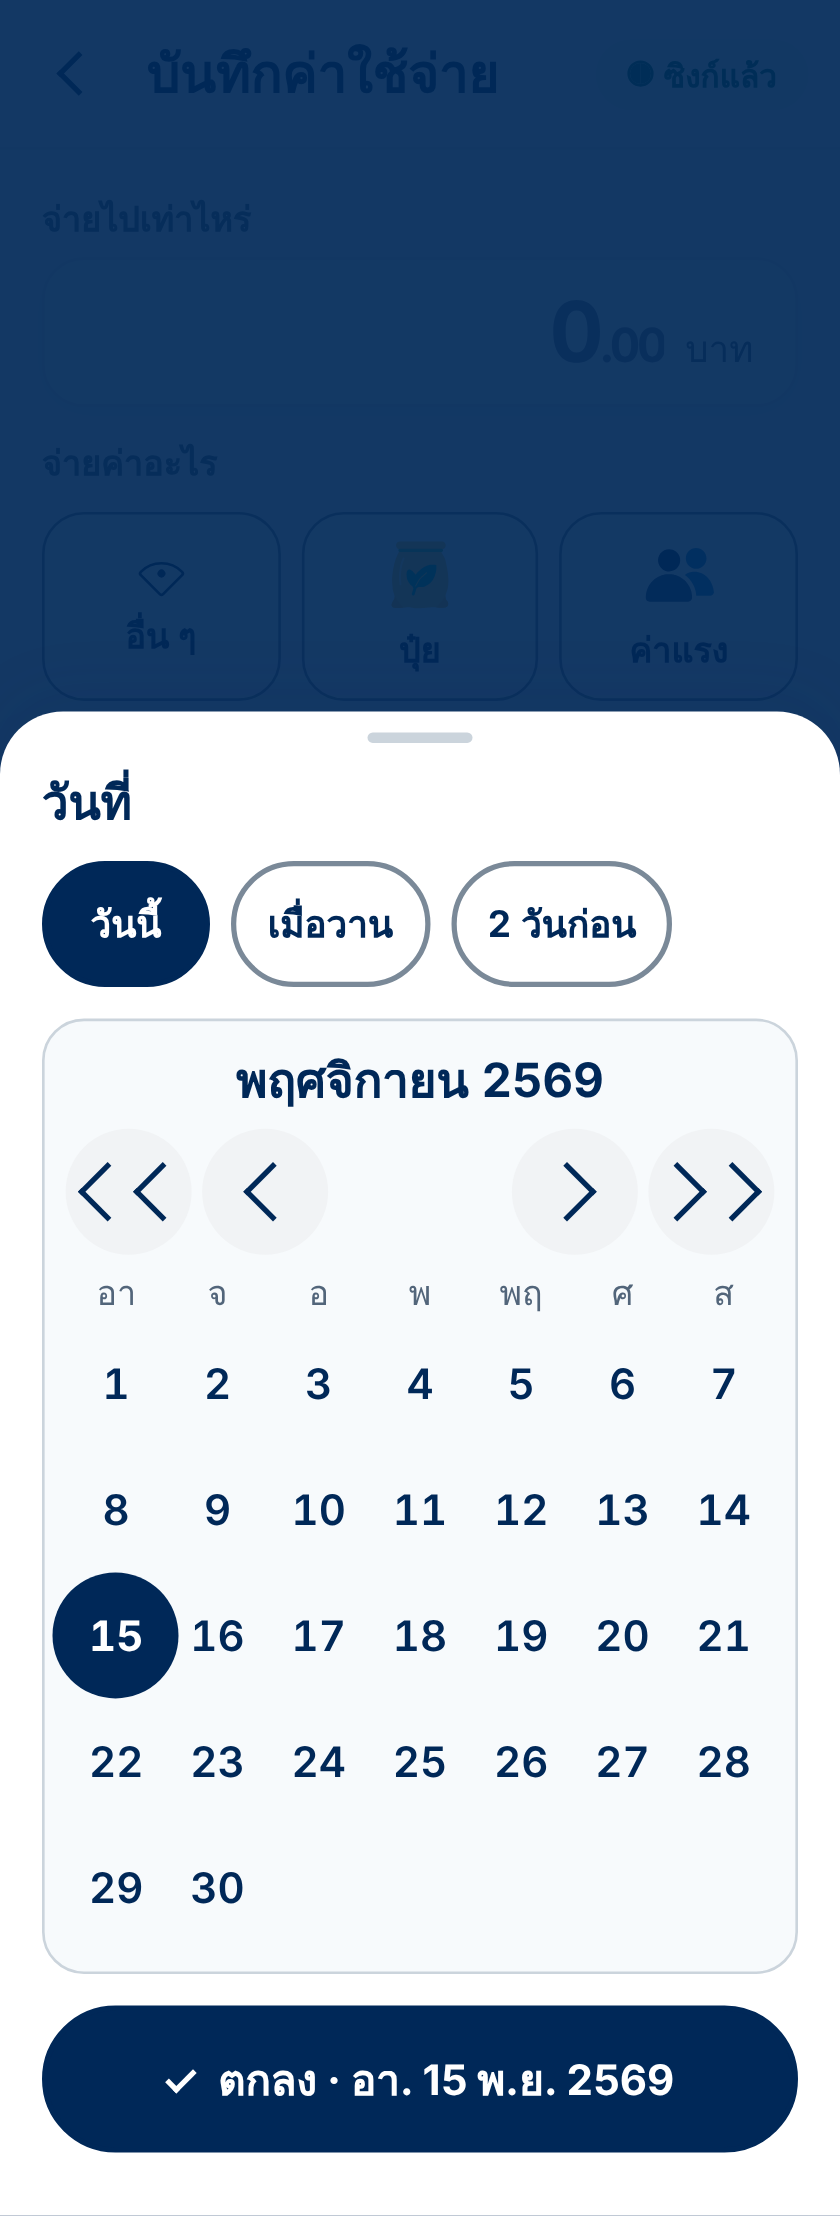 บันทึกค่าใช้จ่าย
ซิงก์แล้ว
จ่ายไปเท่าไหร่
0.00 บาท
จ่ายค่าอะไร
อื่น ๆ ปุ๋ย ค่าแรง
วันที่
วันนี้ เมื่อวาน 2 วันก่อน
พฤศจิกายน 2569
อา จ อ พ พฤ ศ ส
1 2 3 4 5 6 7
8 9 10 11 12 13 14
15 16 17 18 19 20 21
22 23 24 25 26 27 28
29 30
ตกลง · อา. 15 พ.ย. 2569